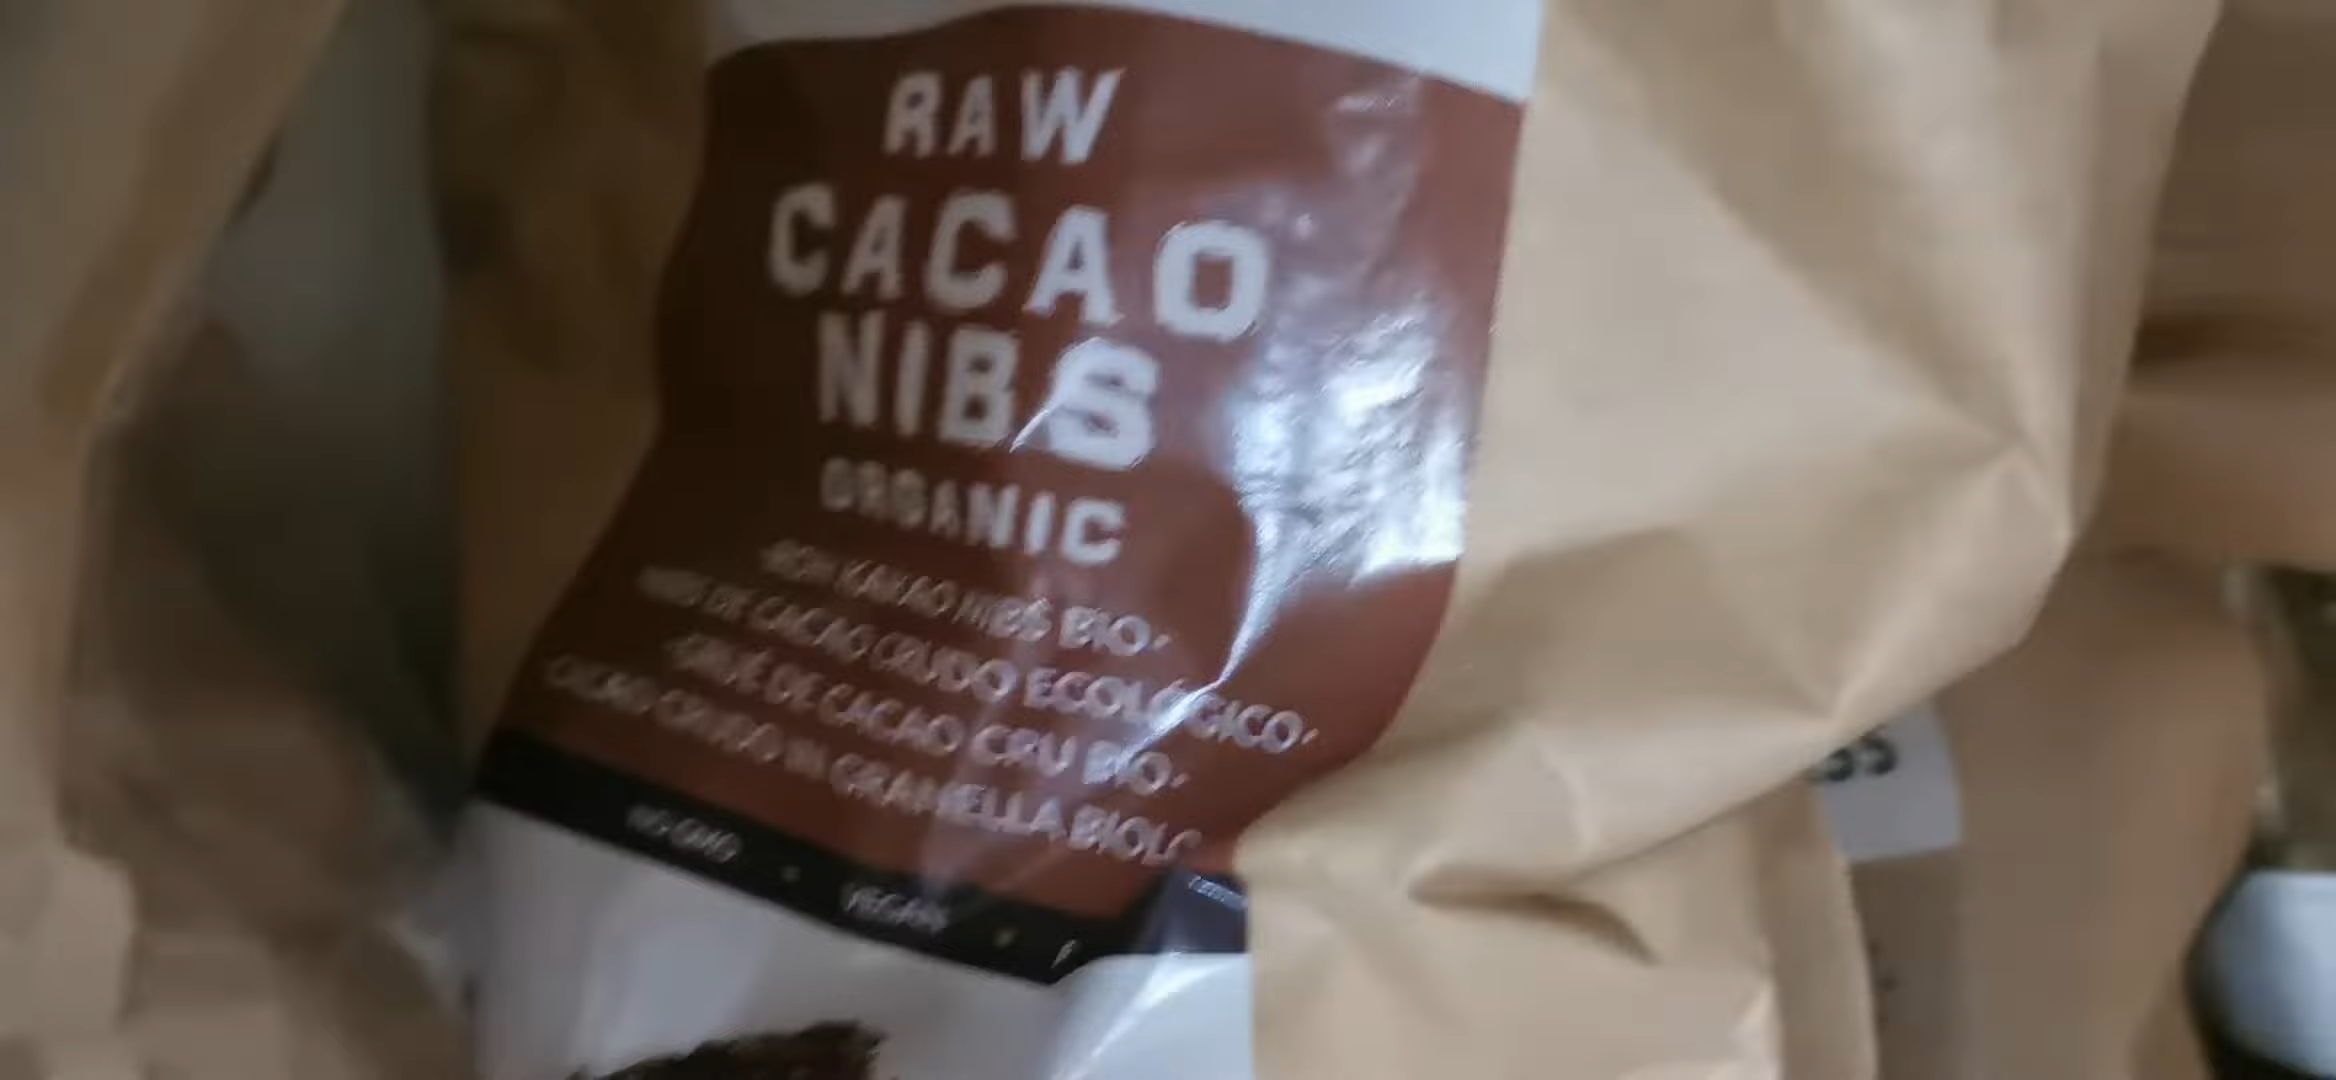 RAW
CACAO
NIBS
ORGANIC
KAKAO NIBS BIO·
NIBS DE CACAO CRUDO ECOLÓGICO·
·GRUÉ DE CACAO CRU BIO·
·CACAO CRUDO IN GRANELLA BIOLO
NO GMO · VEGAN ·